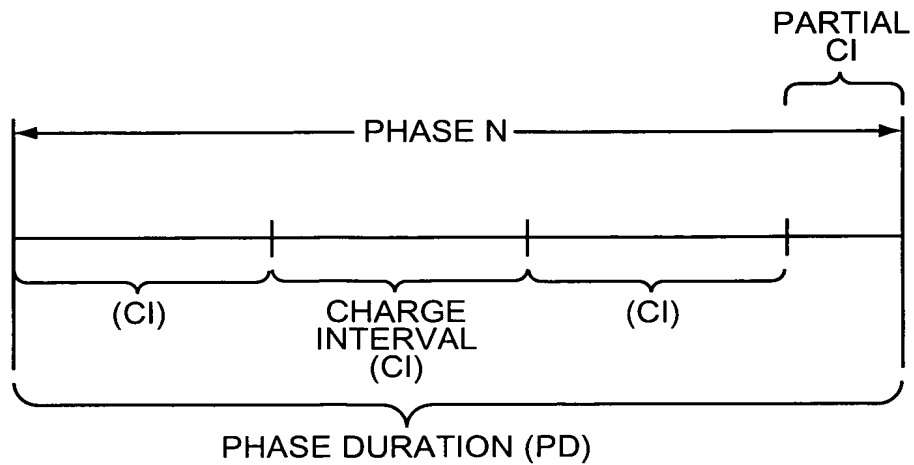 PARTIAL
CI
PHASE N
(CI)
CHARGE
INTERVAL
(CI)
(CI)
PHASE DURATION (PD)